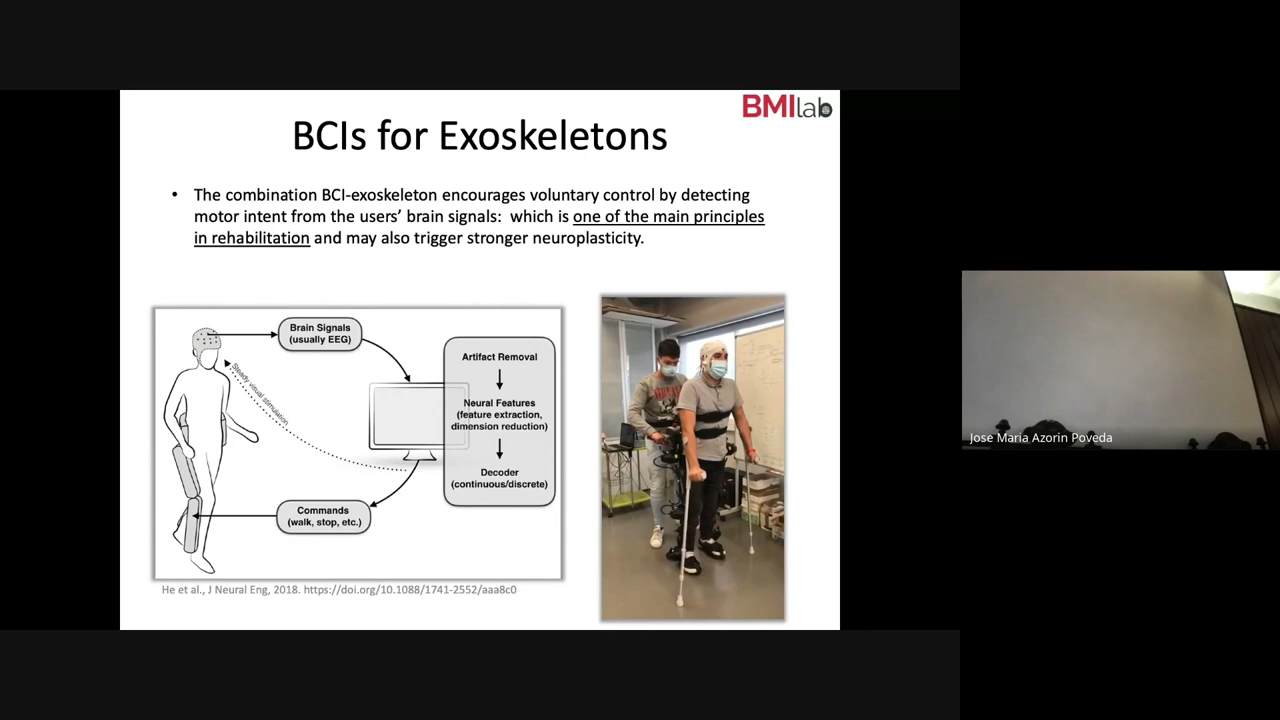 BMIlab
BCIs for Exoskeletons
• The combination BCI-exoskeleton encourages voluntary control by detecting
motor intent from the users’ brain signals: which is one of the main principles
in rehabilitation and may also trigger stronger neuroplasticity.
Brain Signals
(usually EEG)
Steady visual stimulation
Artifact Removal
Neural Features
(feature extraction,
dimension reduction)
Decoder
(continuous/discrete)
Commands
(walk, stop, etc.)
He et al., J Neural Eng, 2018. https://doi.org/10.1088/1741-2552/aaa8c0
Jose Maria Azorin Poveda